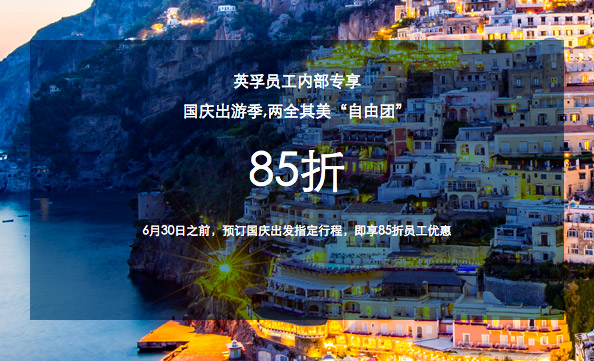 英孚员工内部专享
国庆出游季,两全其美“自由团”
85折
6月30日之前，预订国庆出发指定行程，即享85折员工优惠